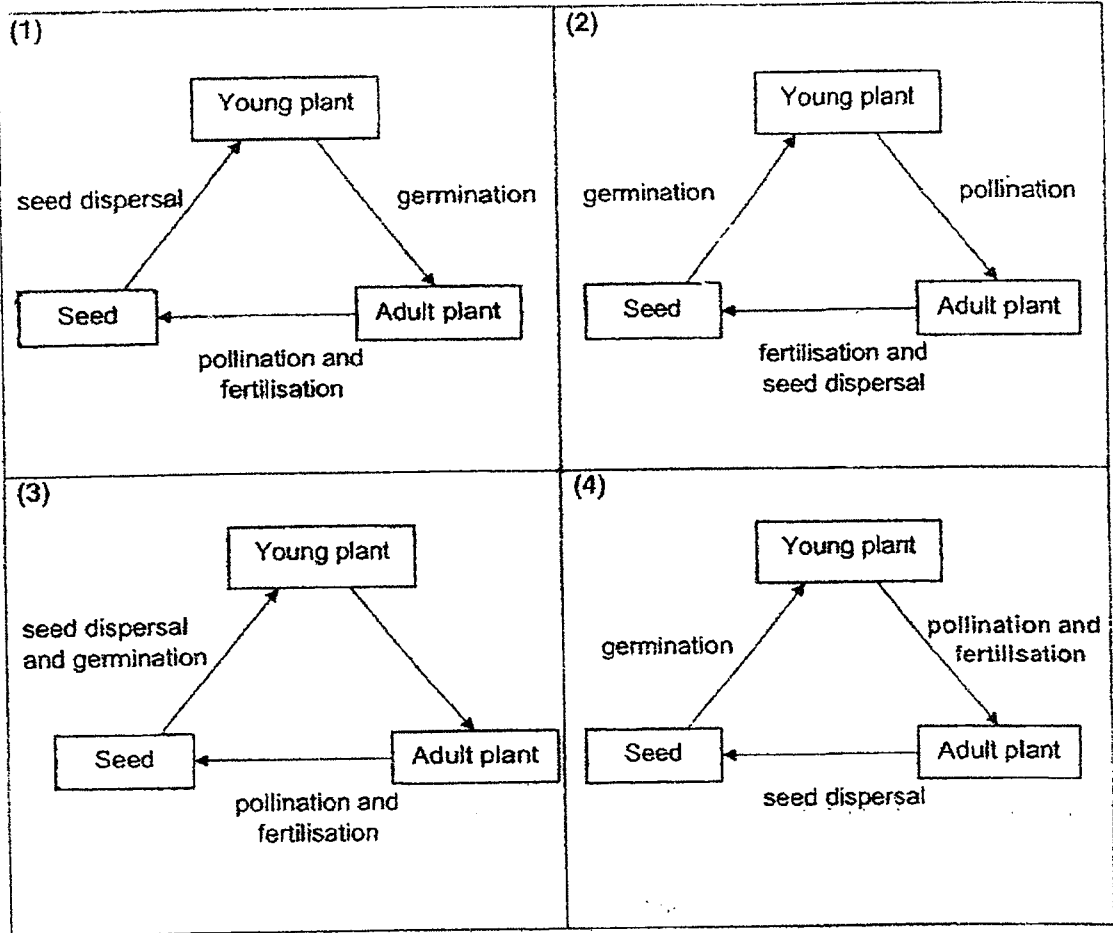 (1)
Young plant
seed dispersal
germination
Seed
Adult plant
pollination and
fertilisation
(2)
Young plant
germination
pollination
Seed
Adult plant
fertilisation and
seed dispersal
(3)
Young plant
seed dispersal
and germination
Seed
Adult plant
pollination and
fertilisation
(4)
Young plant
germination
pollination and
fertilisation
Seed
Adult plant
seed dispersal